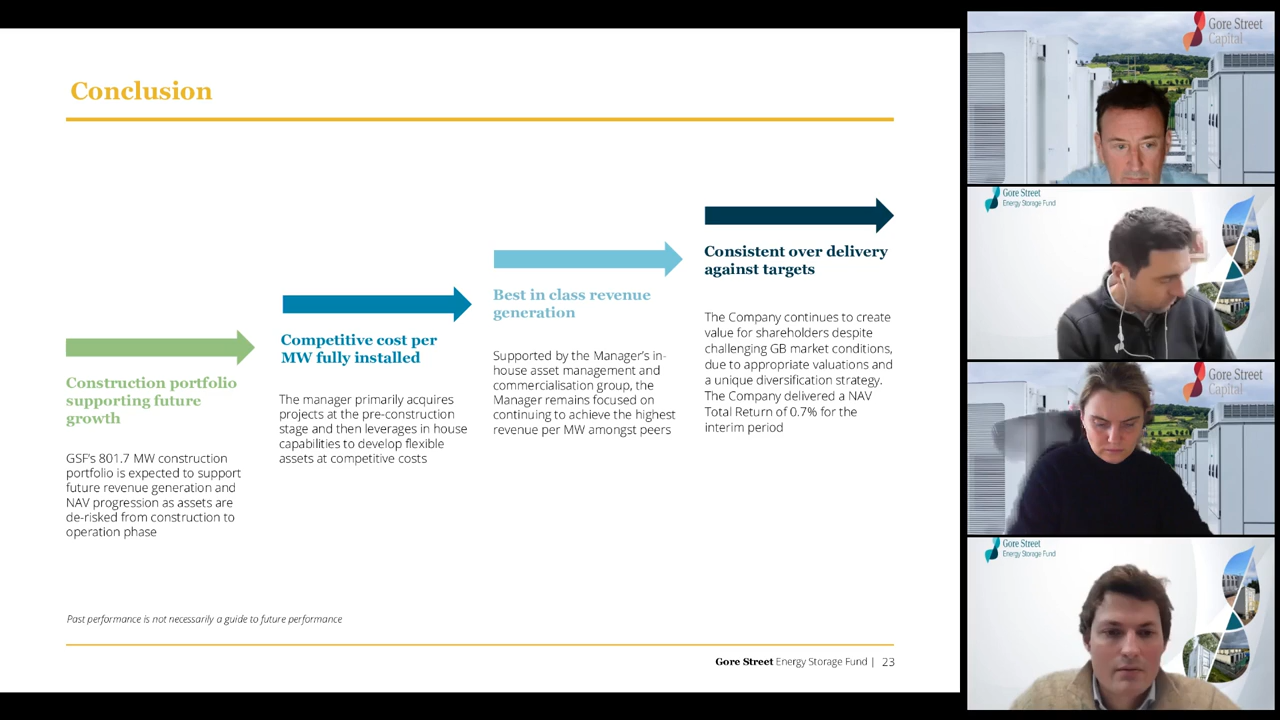 Conclusion
Construction portfolio
supporting future
growth
GSF's 801.7 MW construction
portfolio is expected to support
future revenue generation and
NAV progression as assets are
de-risked from construction to
operation phase
Competitive cost per
MW fully installed
The manager primarily acquires
projects at the pre-construction
stage and then leverages in house
capabilities to develop flexible
assets at competitive costs
Best in class revenue
generation
Supported by the Manager's in-
house asset management and
commercialisation group, the
Manager remains focused on
continuing to achieve the highest
revenue per MW amongst peers
Consistent over delivery
against targets
The Company continues to create
value for shareholders despite
challenging GB market conditions,
due to appropriate valuations and
a unique diversification strategy.
The Company delivered a NAV
Total Return of 0.7% for the
interim period
Past performance is not necessarily a guide to future performance
Gore Street Energy Storage Fund | 23
Gore Street
Capital
Gore Street
Energy Storage Fund
Gore Street
Capital
Gore Street
Energy Storage Fund